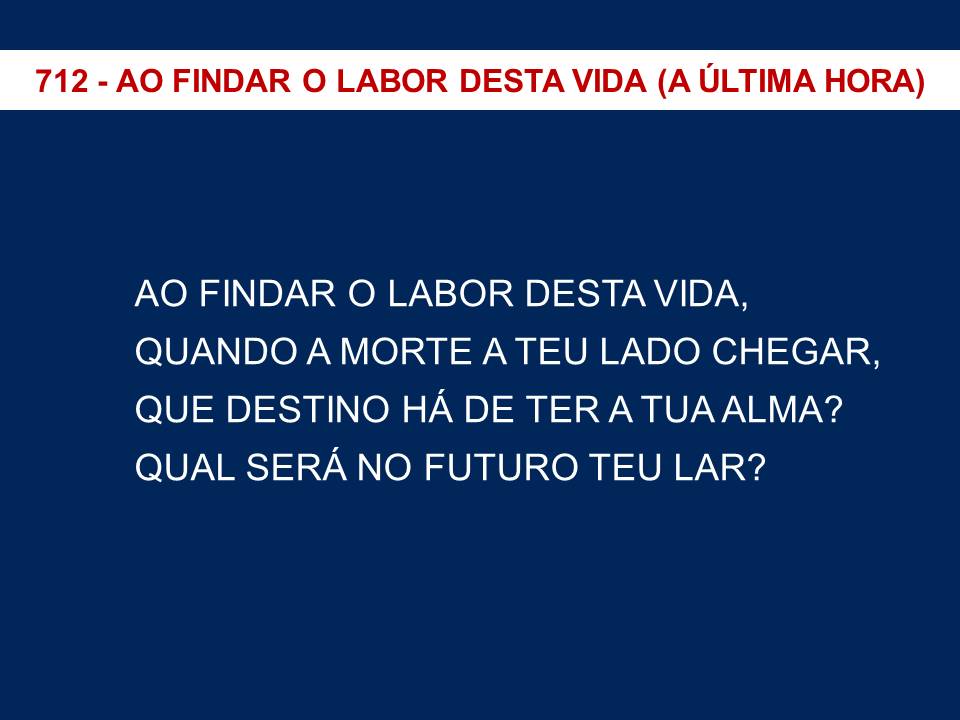 712 - AO FINDAR O LABOR DESTA VIDA (A ÚLTIMA HORA)
AO FINDAR O LABOR DESTA VIDA,
QUANDO A MORTE A TEU LADO CHEGAR,
QUE DESTINO HÁ DE TER A TUA ALMA?
QUAL SERÁ NO FUTURO TEU LAR?